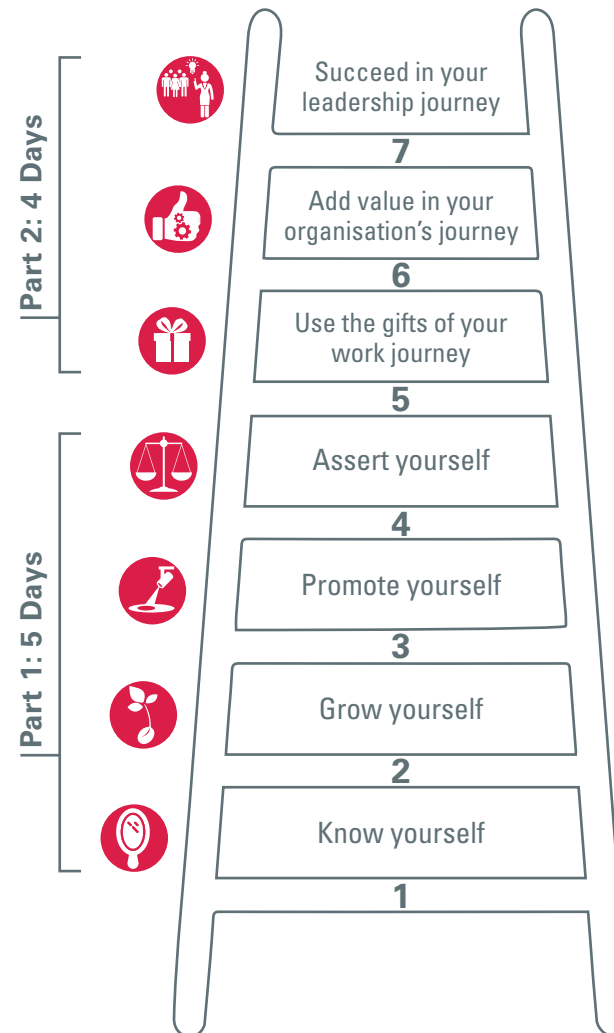 Part 2: 4 Days
Succeed in your
leadership journey
7
Add value in your
organisation's journey
6
Use the gifts of your
work journey
5
Part 1: 5 Days
Assert yourself
4
Promote yourself
3
Grow yourself
2
Know yourself
1